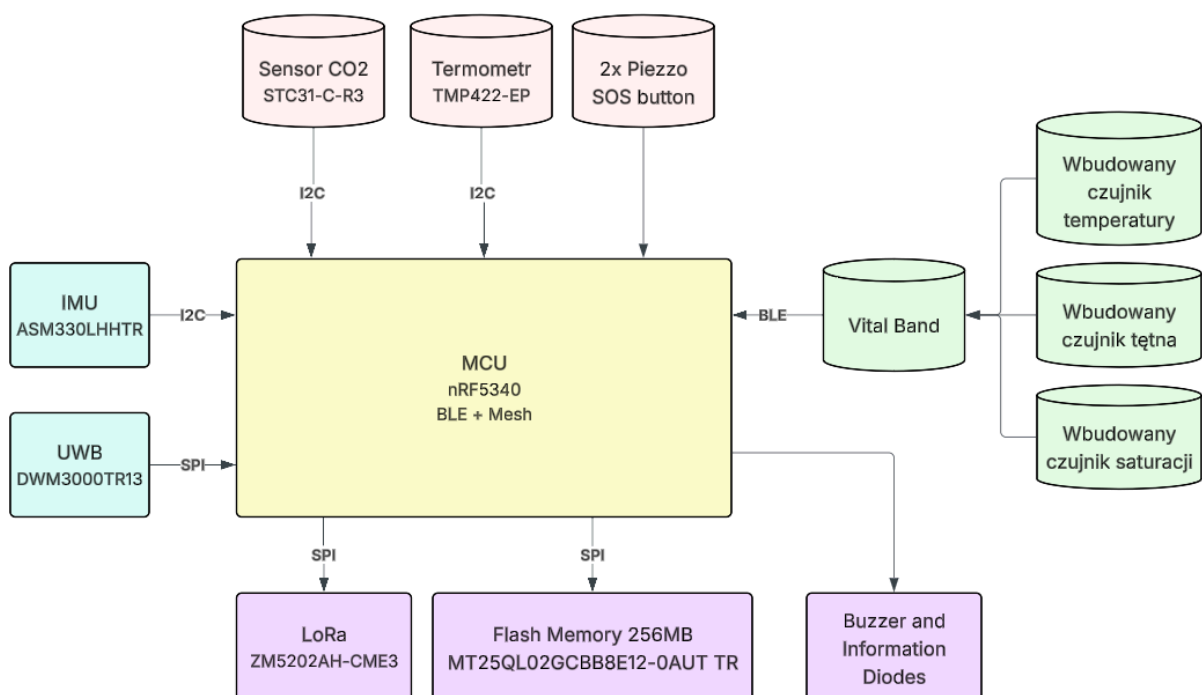 Sensor CO2
STC31-C-R3
Termometr
TMP422-EP
2x Piezzo
SOS button
I2C
I2C
Wbudowany
czujnik
temperatury
IMU
ASM330LHHTR
I2C
MCU
nRF5340
BLE + Mesh
BLE
Vital Band
Wbudowany
czujnik tętna
UWB
DWM3000TR13
SPI
Wbudowany
czujnik saturacji
SPI
SPI
LoRa
ZM5202AH-CME3
Flash Memory 256MB
MT25QL02GCBB8E12-0AUT TR
Buzzer and
Information
Diodes